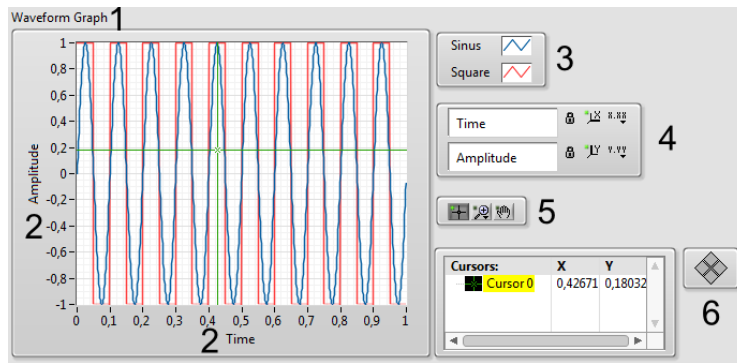 Waveform Graph 1
1
0,8
0,6
0,4
0,2
0
-0,2
-0,4
-0,6
-0,8
-1
Amplitude
2
0 0,1 0,2 0,3 0,4 0,5 0,6 0,7 0,8 0,9 1
2 Time
Sinus
Square
3
Time
X X.XX
Amplitude
Y Y.YY
4
5
Cursors: X Y
Cursor 0 0,42671 0,18032
6